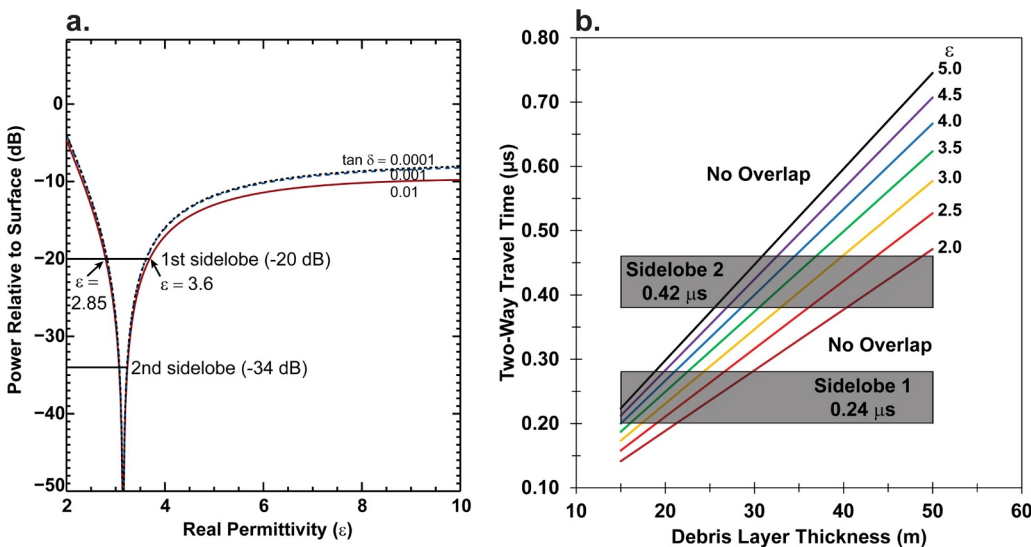 a.
Power Relative to Surface (dB)
0
−10
−20
−30
−40
−50
tan δ = 0.0001
0.001
0.01
1st sidelobe (-20 dB)
ε =
2.85
ε = 3.6
2nd sidelobe (-34 dB)
2
4
6
8
10
Real Permittivity (ε)
b.
Two-Way Travel Time (µs)
0.80
0.70
0.60
0.50
0.40
0.30
0.20
0.10
ε
5.0
4.5
4.0
3.5
3.0
2.5
2.0
No Overlap
Sidelobe 2
0.42 µs
No Overlap
Sidelobe 1
0.24 µs
10
20
30
40
50
60
Debris Layer Thickness (m)